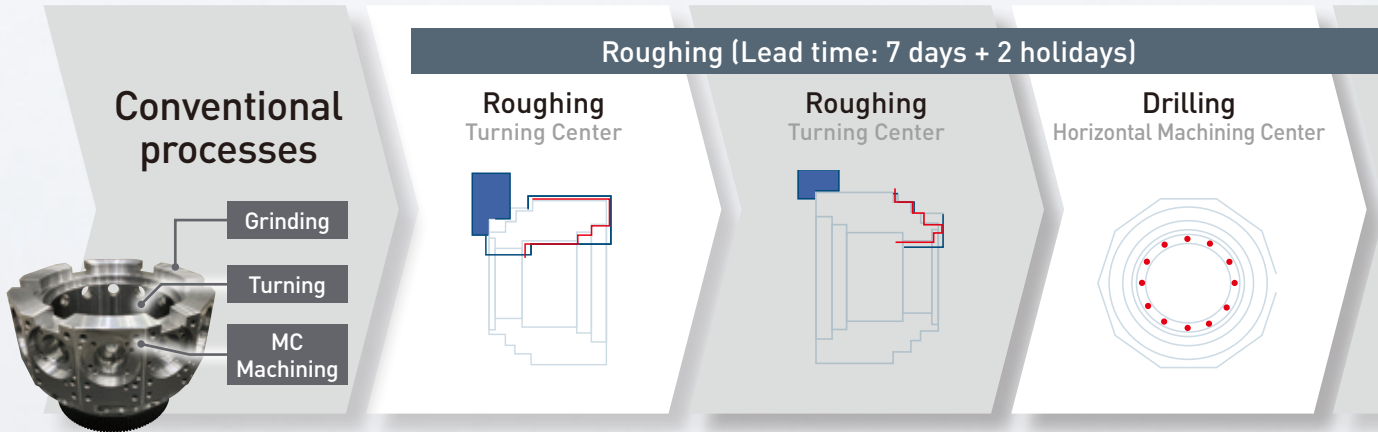 Roughing (Lead time: 7 days + 2 holidays)
Conventional
processes
Grinding
Turning
MC
Machining
Roughing
Turning Center
Roughing
Turning Center
Drilling
Horizontal Machining Center